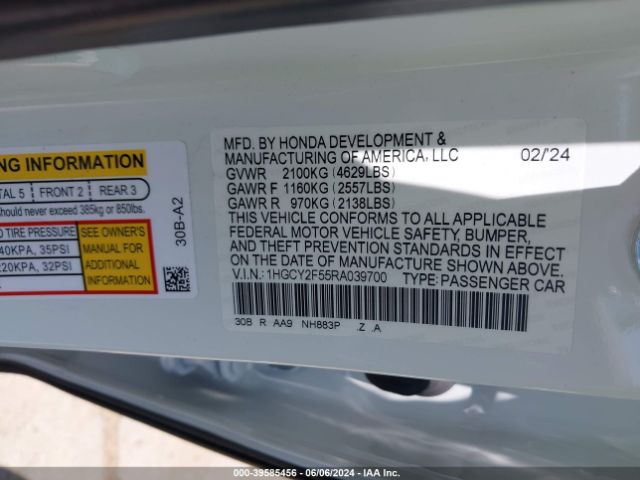 NG INFORMATION
TAL 5 FRONT 2 REAR 3
hould never exceed 385kg or 850lbs.
D TIRE PRESSURE
40KPA, 35PSI
220KPA, 32PSI
SEE OWNER'S
MANUAL FOR
ADDITIONAL
INFORMATION
30B-A2
MFD. BY HONDA DEVELOPMENT &
MANUFACTURING OF AMERICA, LLC 02/'24
GVWR 2100KG (4629LBS)
GAWR F 1160KG (2557LBS)
GAWR R 970KG (2138LBS)
THIS VEHICLE CONFORMS TO ALL APPLICABLE
FEDERAL MOTOR VEHICLE SAFETY, BUMPER,
AND THEFT PREVENTION STANDARDS IN EFFECT
ON THE DATE OF MANUFACTURE SHOWN ABOVE.
V.I.N.: 1HGCY2F55RA039700 TYPE: PASSENGER CAR
30B R AA9 NH883P .Z .A
© COPYRIGHT# - 39585456 - 06/06/2024 - IAA Inc.